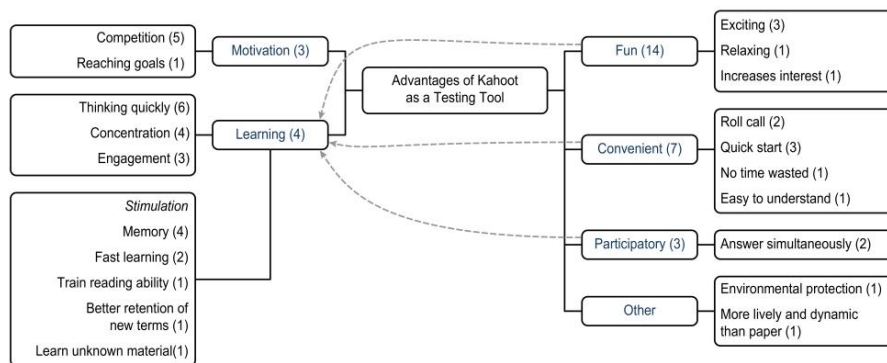 Competition (5)
Reaching goals (1)
Motivation (3)
Thinking quickly (6)
Concentration (4)
Engagement (3)
Learning (4)
Stimulation
Memory (4)
Fast learning (2)
Train reading ability (1)
Better retention of
new terms (1)
Learn unknown material(1)
Advantages of Kahoot
as a Testing Tool
Fun (14)
Exciting (3)
Relaxing (1)
Increases interest (1)
Convenient (7)
Roll call (2)
Quick start (3)
No time wasted (1)
Easy to understand (1)
Participatory (3)
Answer simultaneously (2)
Other
Environmental protection (1)
More lively and dynamic
than paper (1)